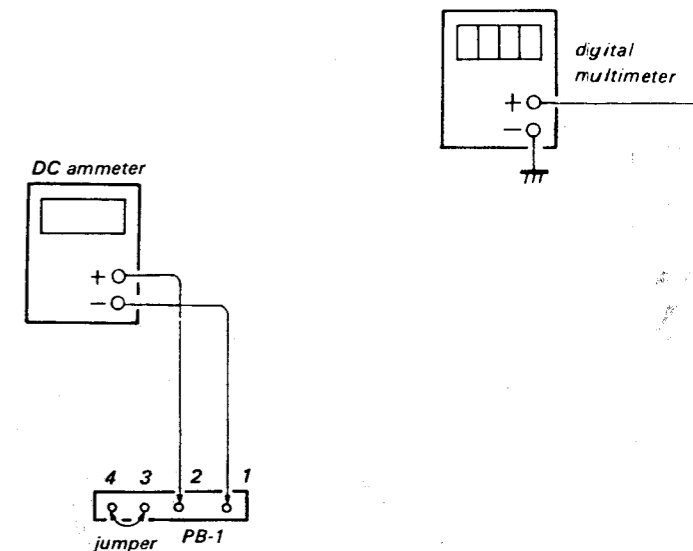 digital
multimeter
+
−
DC ammeter
+
−
4 3 2 1
PB-1
jumper